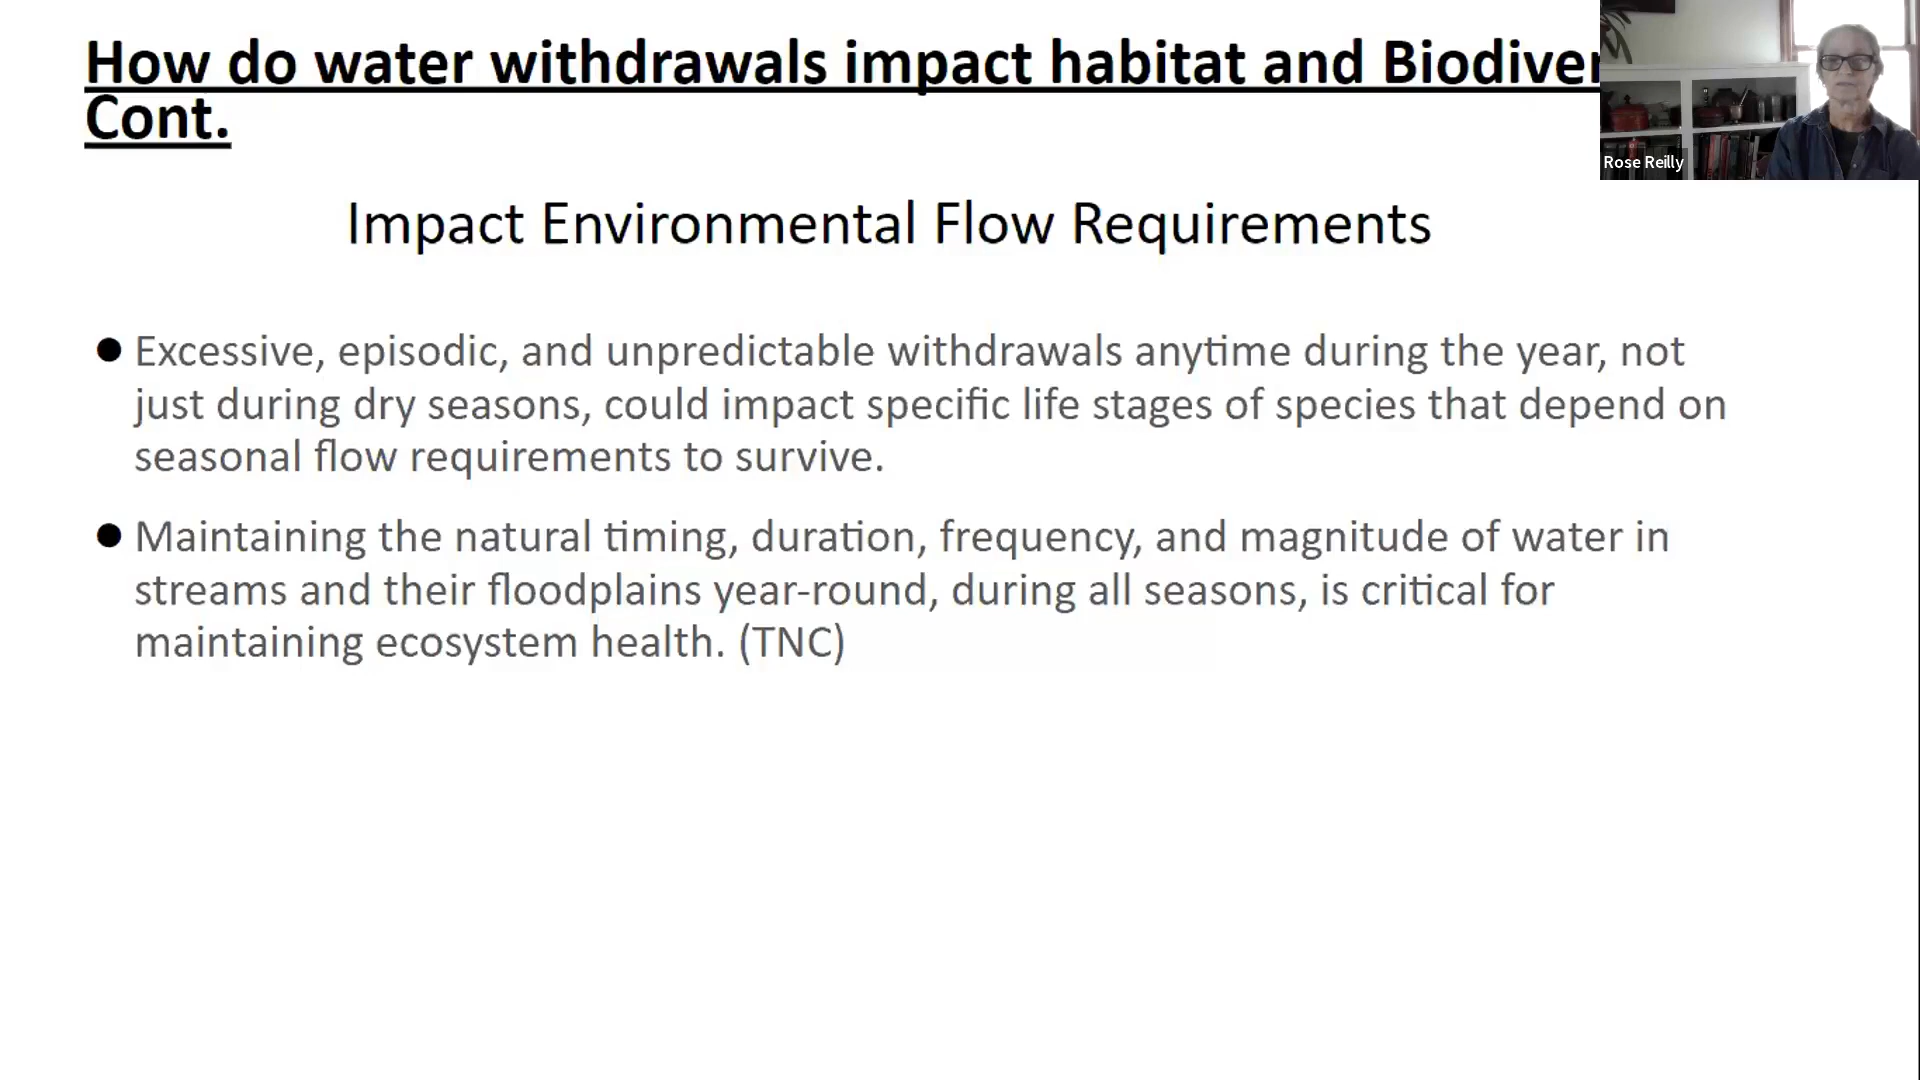 How do water withdrawals impact habitat and Biodiver
Cont.
Rose Reilly
Impact Environmental Flow Requirements
● Excessive, episodic, and unpredictable withdrawals anytime during the year, not
just during dry seasons, could impact specific life stages of species that depend on
seasonal flow requirements to survive.
● Maintaining the natural timing, duration, frequency, and magnitude of water in
streams and their floodplains year-round, during all seasons, is critical for
maintaining ecosystem health. (TNC)